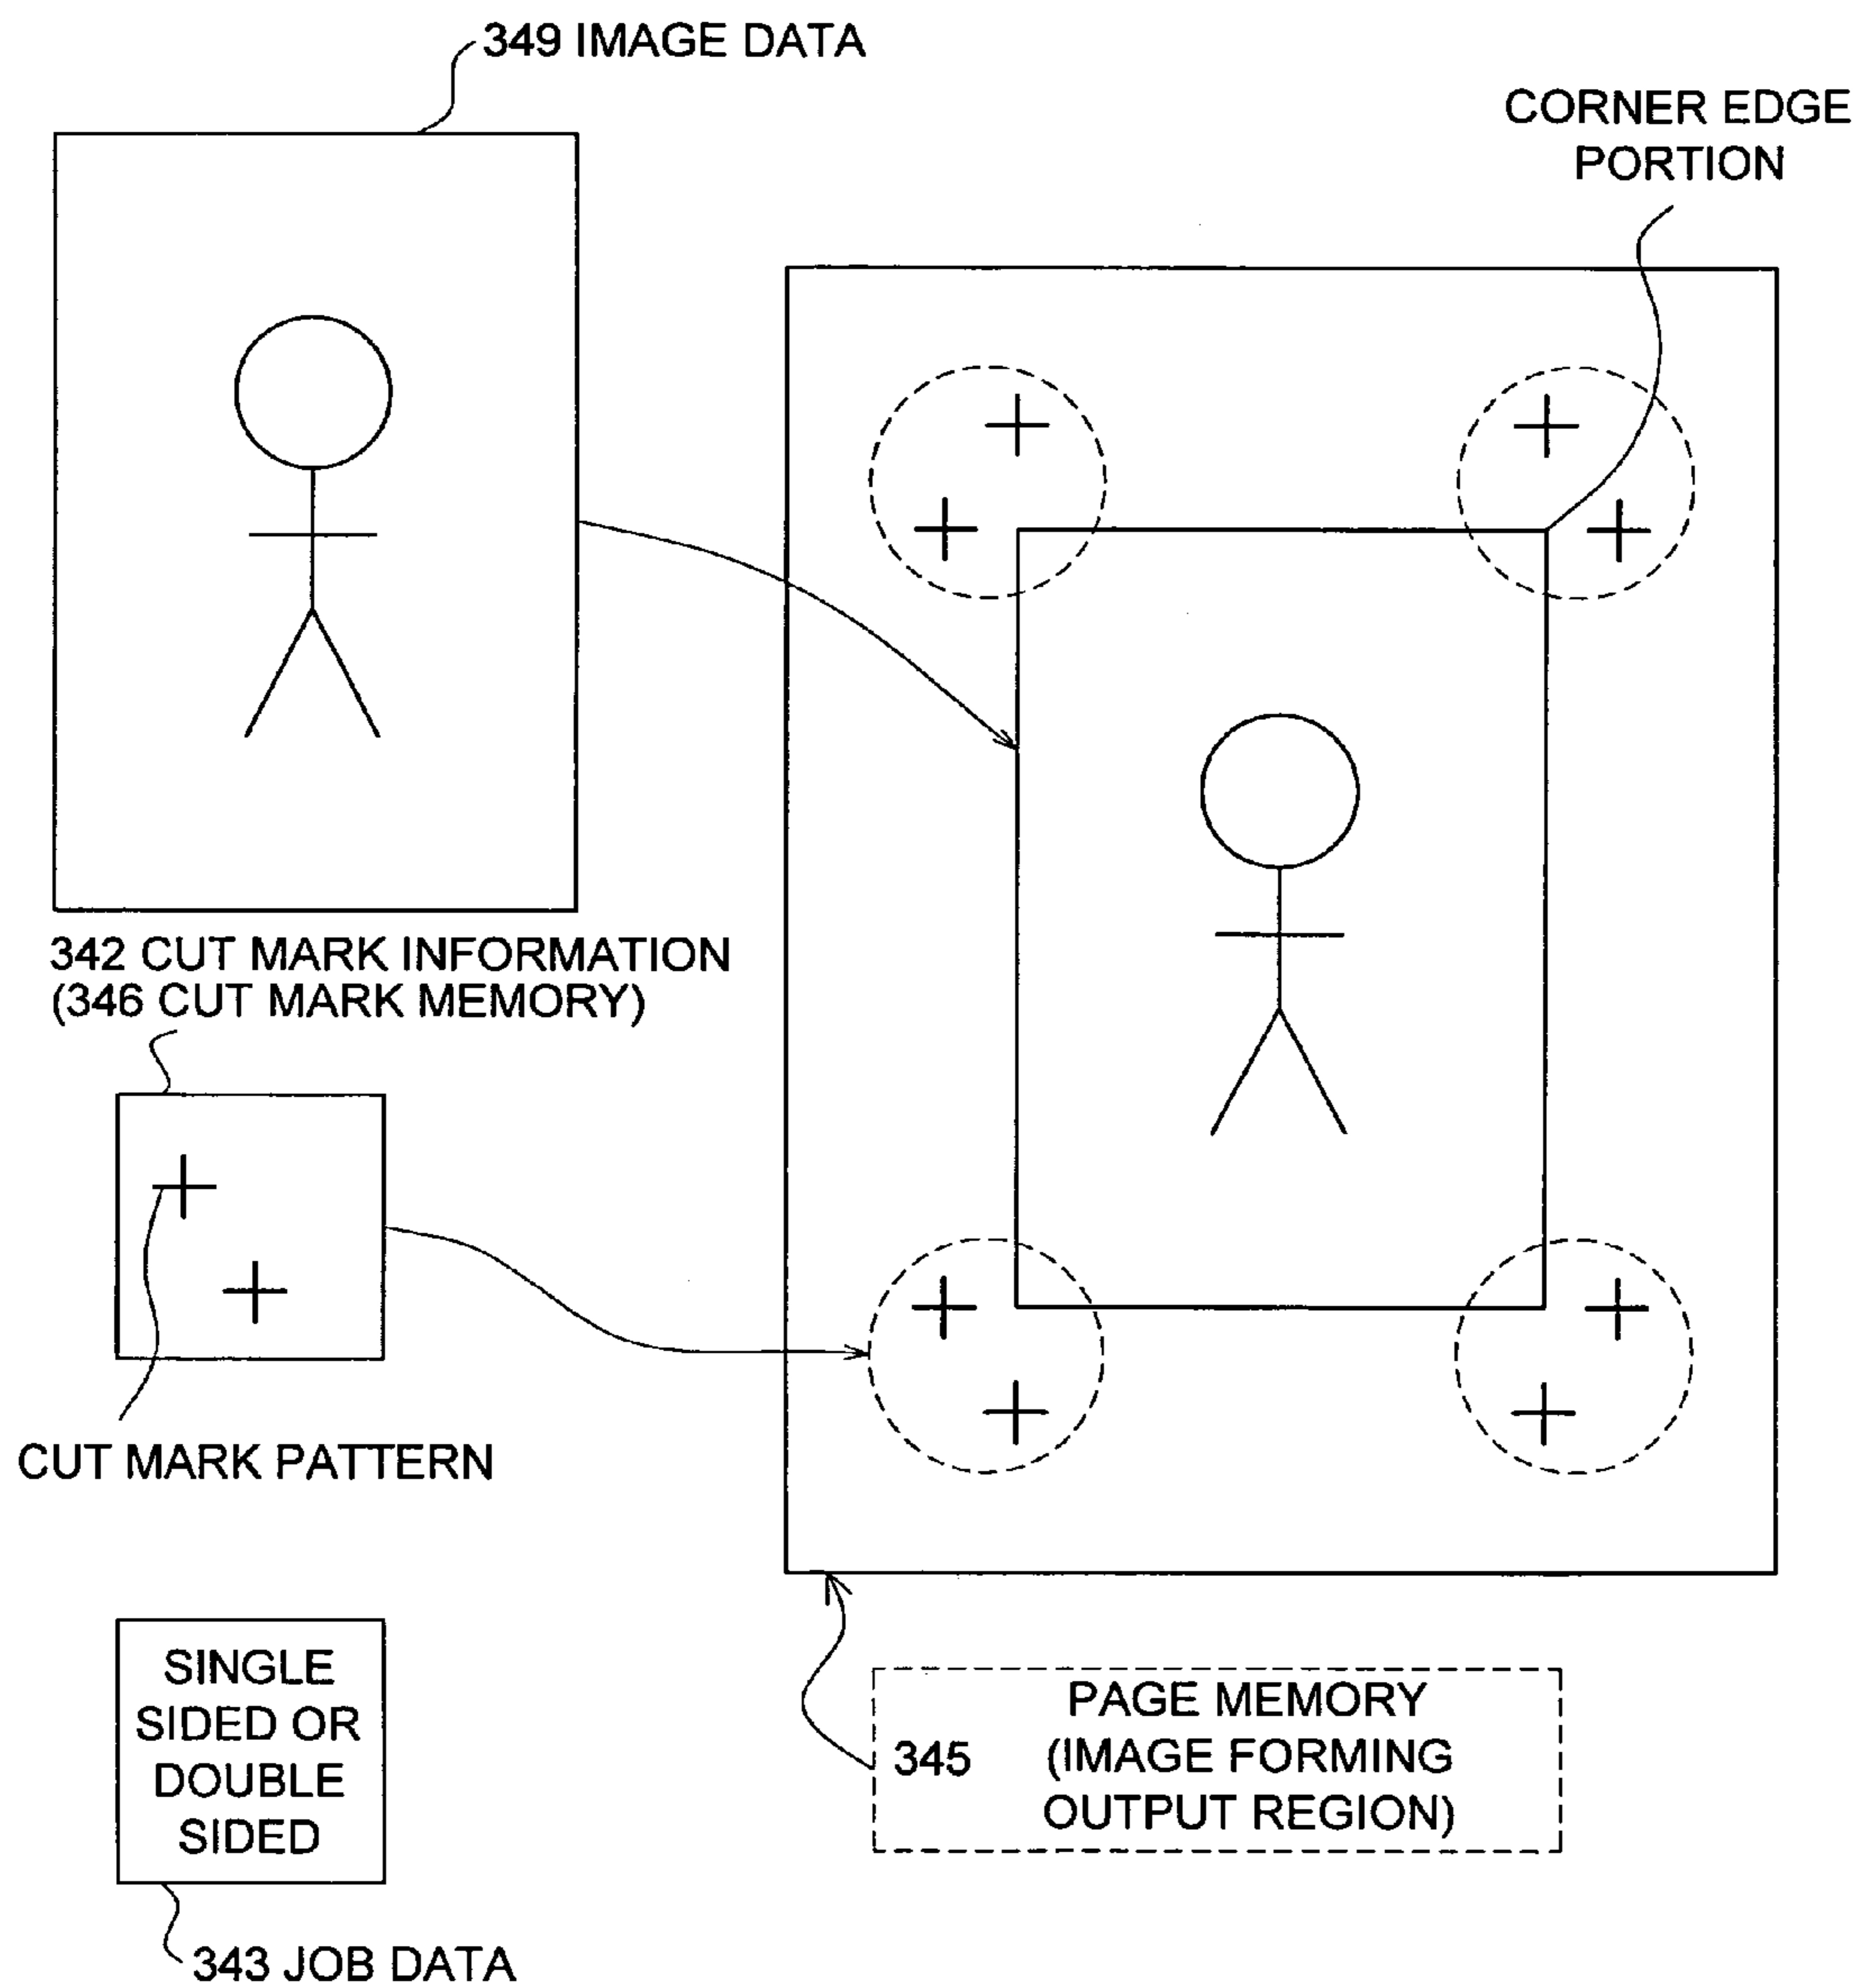 349 IMAGE DATA
CORNER EDGE
PORTION
342 CUT MARK INFORMATION
(346 CUT MARK MEMORY)
CUT MARK PATTERN
SINGLE
SIDED OR
DOUBLE
SIDED
343 JOB DATA
PAGE MEMORY
345 (IMAGE FORMING
OUTPUT REGION)